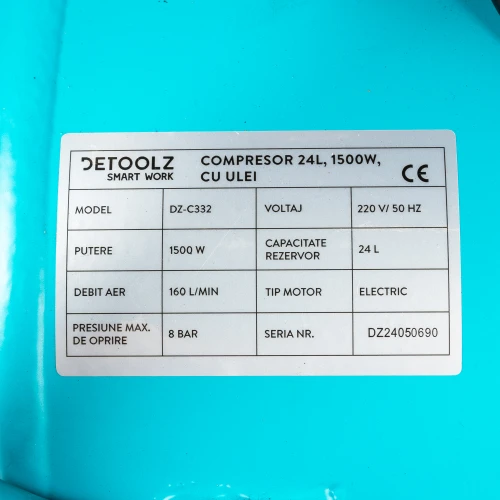 DETOOLZ
SMART WORK
COMPRESOR 24L, 1500W,
CU ULEI
CE
MODEL DZ-C332 VOLTAJ 220 V/ 50 HZ
PUTERE 1500 W CAPACITATE REZERVOR 24 L
DEBIT AER 160 L/MIN TIP MOTOR ELECTRIC
PRESIUNE MAX. DE OPRIRE 8 BAR SERIA NR. DZ24050690